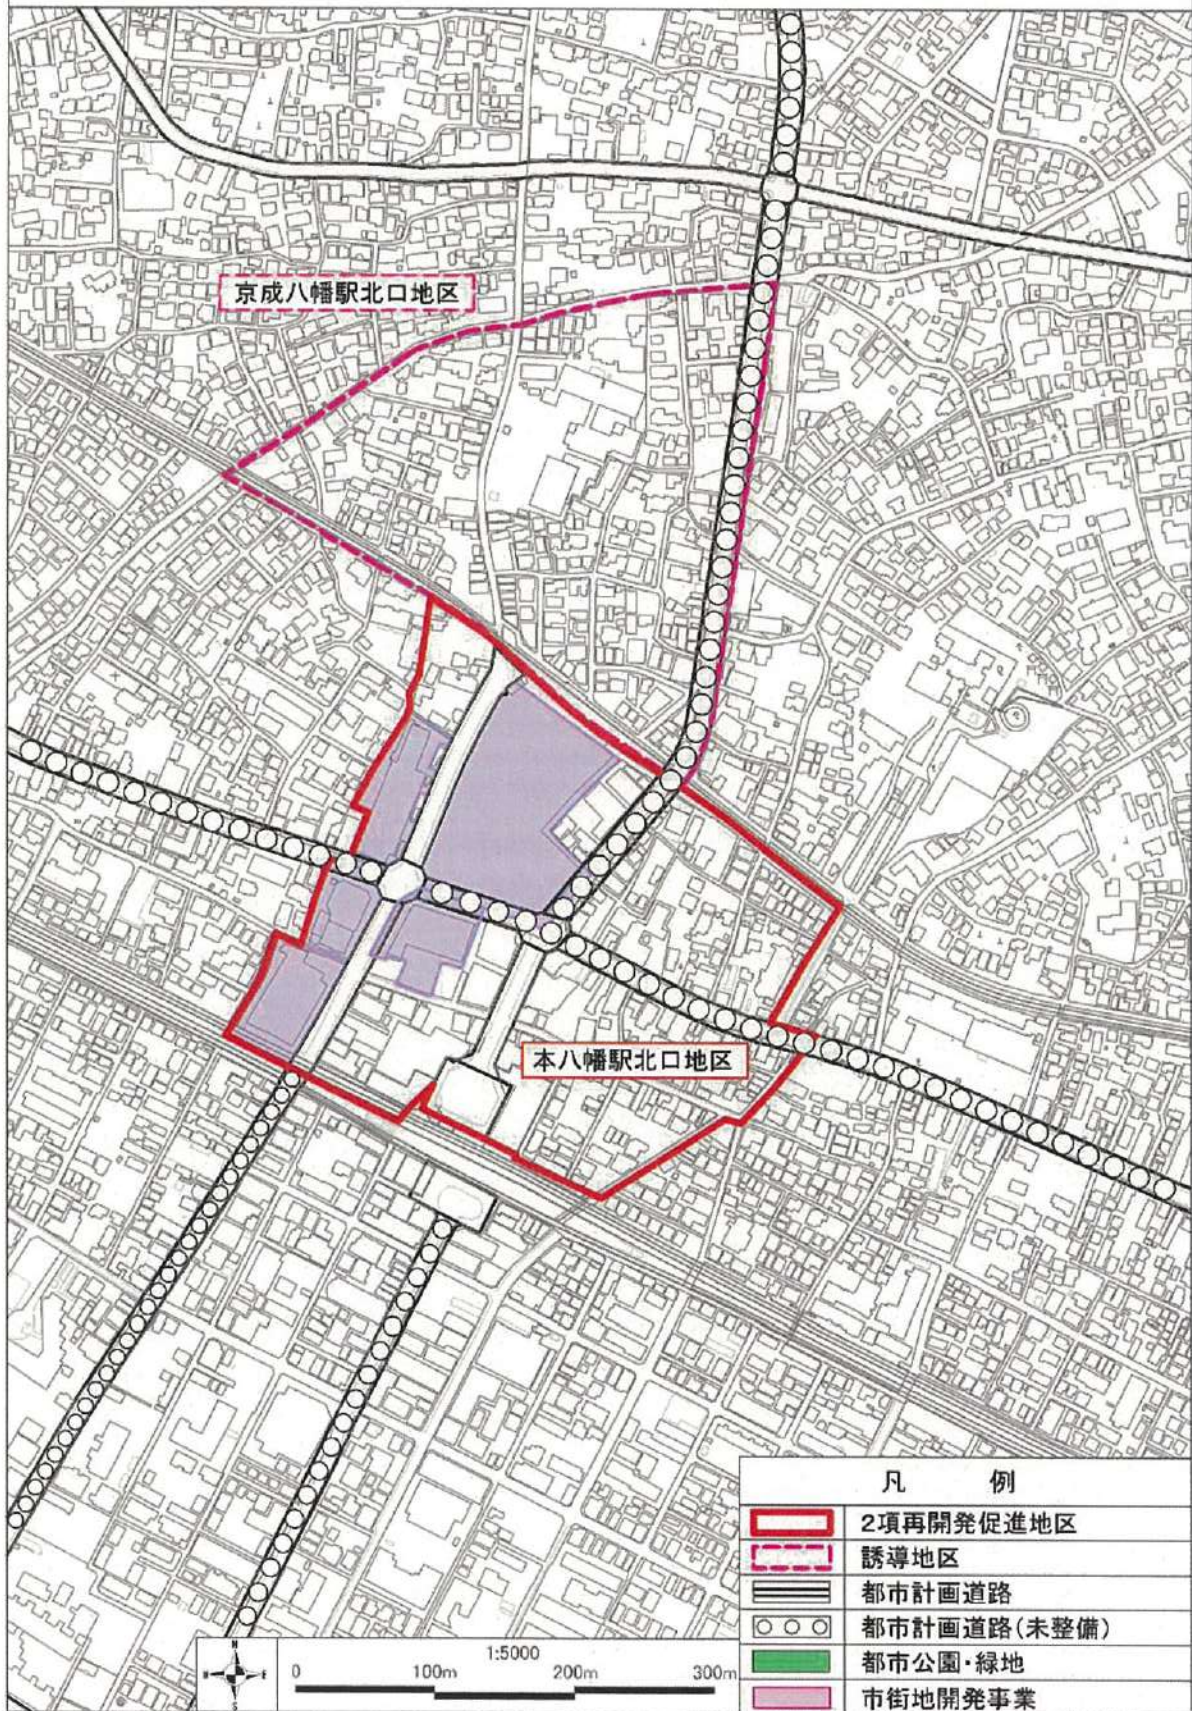 京成八幡駅北口地区
本八幡駅北口地区
凡 例
2項再開発促進地区
誘導地区
都市計画道路
都市計画道路(未整備)
都市公園・緑地
市街地開発事業
N
E
S
1:5000
0 100m 200m 300m